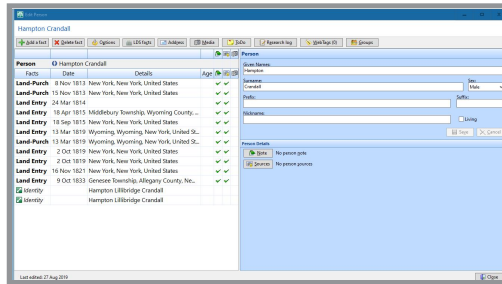 Edit Person
Hampton Crandall
Add a fact Delete fact Options LDS facts Address Media ToDo Research log WebTags (0) Groups
Person
Person Hampton Crandall
Facts Date Details Age
Land-Purch 8 Nov 1813 New York, New York, United States
Land-Purch 15 Nov 1813 New York, New York, United States
Land Entry 24 Mar 1814
Land Entry 18 Apr 1815 Middlebury Township, Wyoming County, ...
Land Entry 18 Sep 1815 New York, New York, United States
Land Entry 13 Mar 1819 Wyoming, Wyoming, New York, United St...
Land-Purch 13 Mar 1819 Wyoming, Wyoming, New York, United St...
Land Entry 2 Oct 1819 New York, New York, United States
Land Entry 2 Oct 1819 New York, New York, United States
Land Entry 16 Nov 1821 New York, New York, United States
Land Entry 9 Oct 1833 Genesee Township, Allegany County, Ne...
Identity Hampton Lillibridge Crandall
Identity Hampton Lillibridge Crandall
Given Names:
Hampton
Surname: Sex:
Crandall Male
Prefix: Suffix:
Nickname:
Living
Save Cancel
Person Details
Note No person note
Sources No person sources
Last edited: 27 Aug 2019
Close